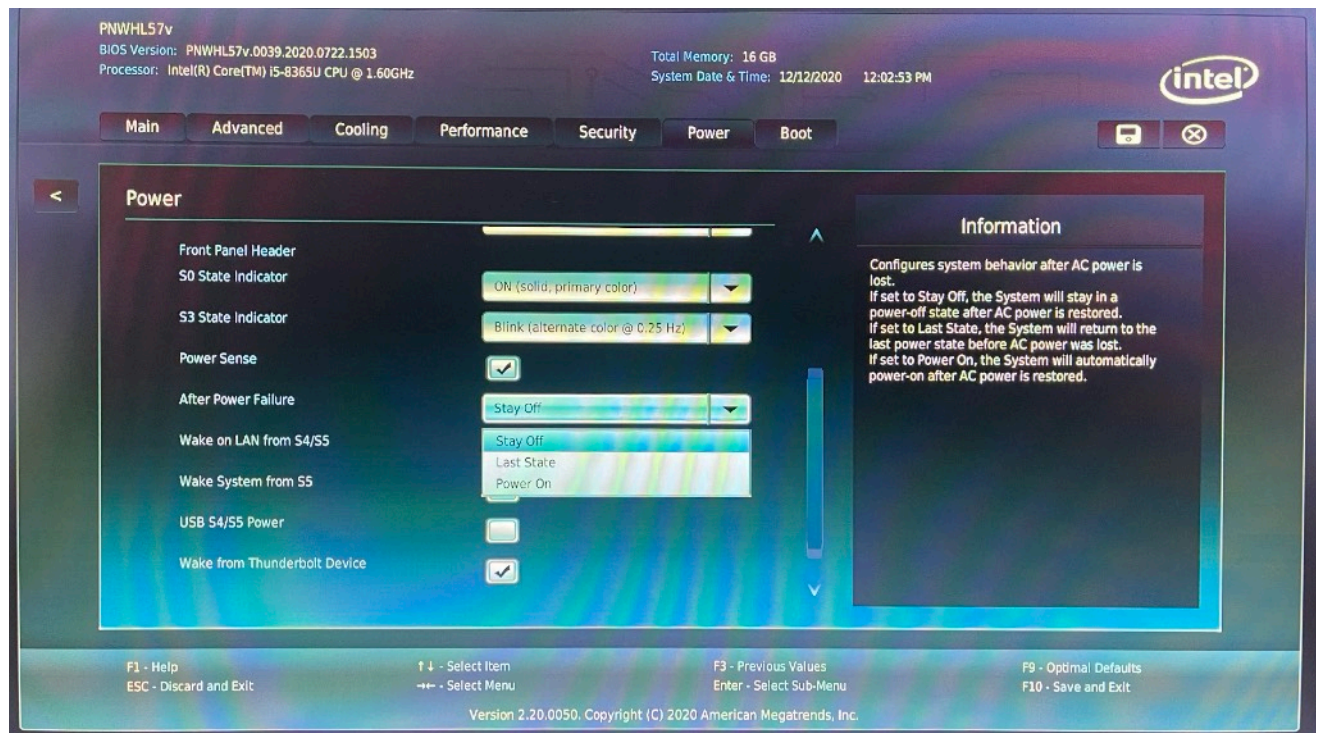 PNWHL57v
BIOS Version: PNWHL57v.0039.2020.0722.1503
Processor: Intel(R) Core(TM) i5-8365U CPU @ 1.60GHz
Total Memory: 16 GB
System Date & Time: 12/12/2020 12:02:53 PM
intel
Main Advanced Cooling Performance Security Power Boot
<
Power
Front Panel Header
S0 State Indicator ON (solid, primary color)
S3 State Indicator Blink (alternate color @ 0.25 Hz)
Power Sense
After Power Failure Stay Off
Wake on LAN from S4/S5 Stay Off
Last State
Wake System from S5 Power On
USB S4/S5 Power
Wake from Thunderbolt Device
Information
Configures system behavior after AC power is
lost.
If set to Stay Off, the System will stay in a
power-off state after AC power is restored.
If set to Last State, the System will return to the
last power state before AC power was lost.
If set to Power On, the System will automatically
power-on after AC power is restored.
F1 - Help ↑↓ - Select Item F3 - Previous Values F9 - Optimal Defaults
ESC - Discard and Exit →← - Select Menu Enter - Select Sub-Menu F10 - Save and Exit
Version 2.20.0050. Copyright (C) 2020 American Megatrends, Inc.